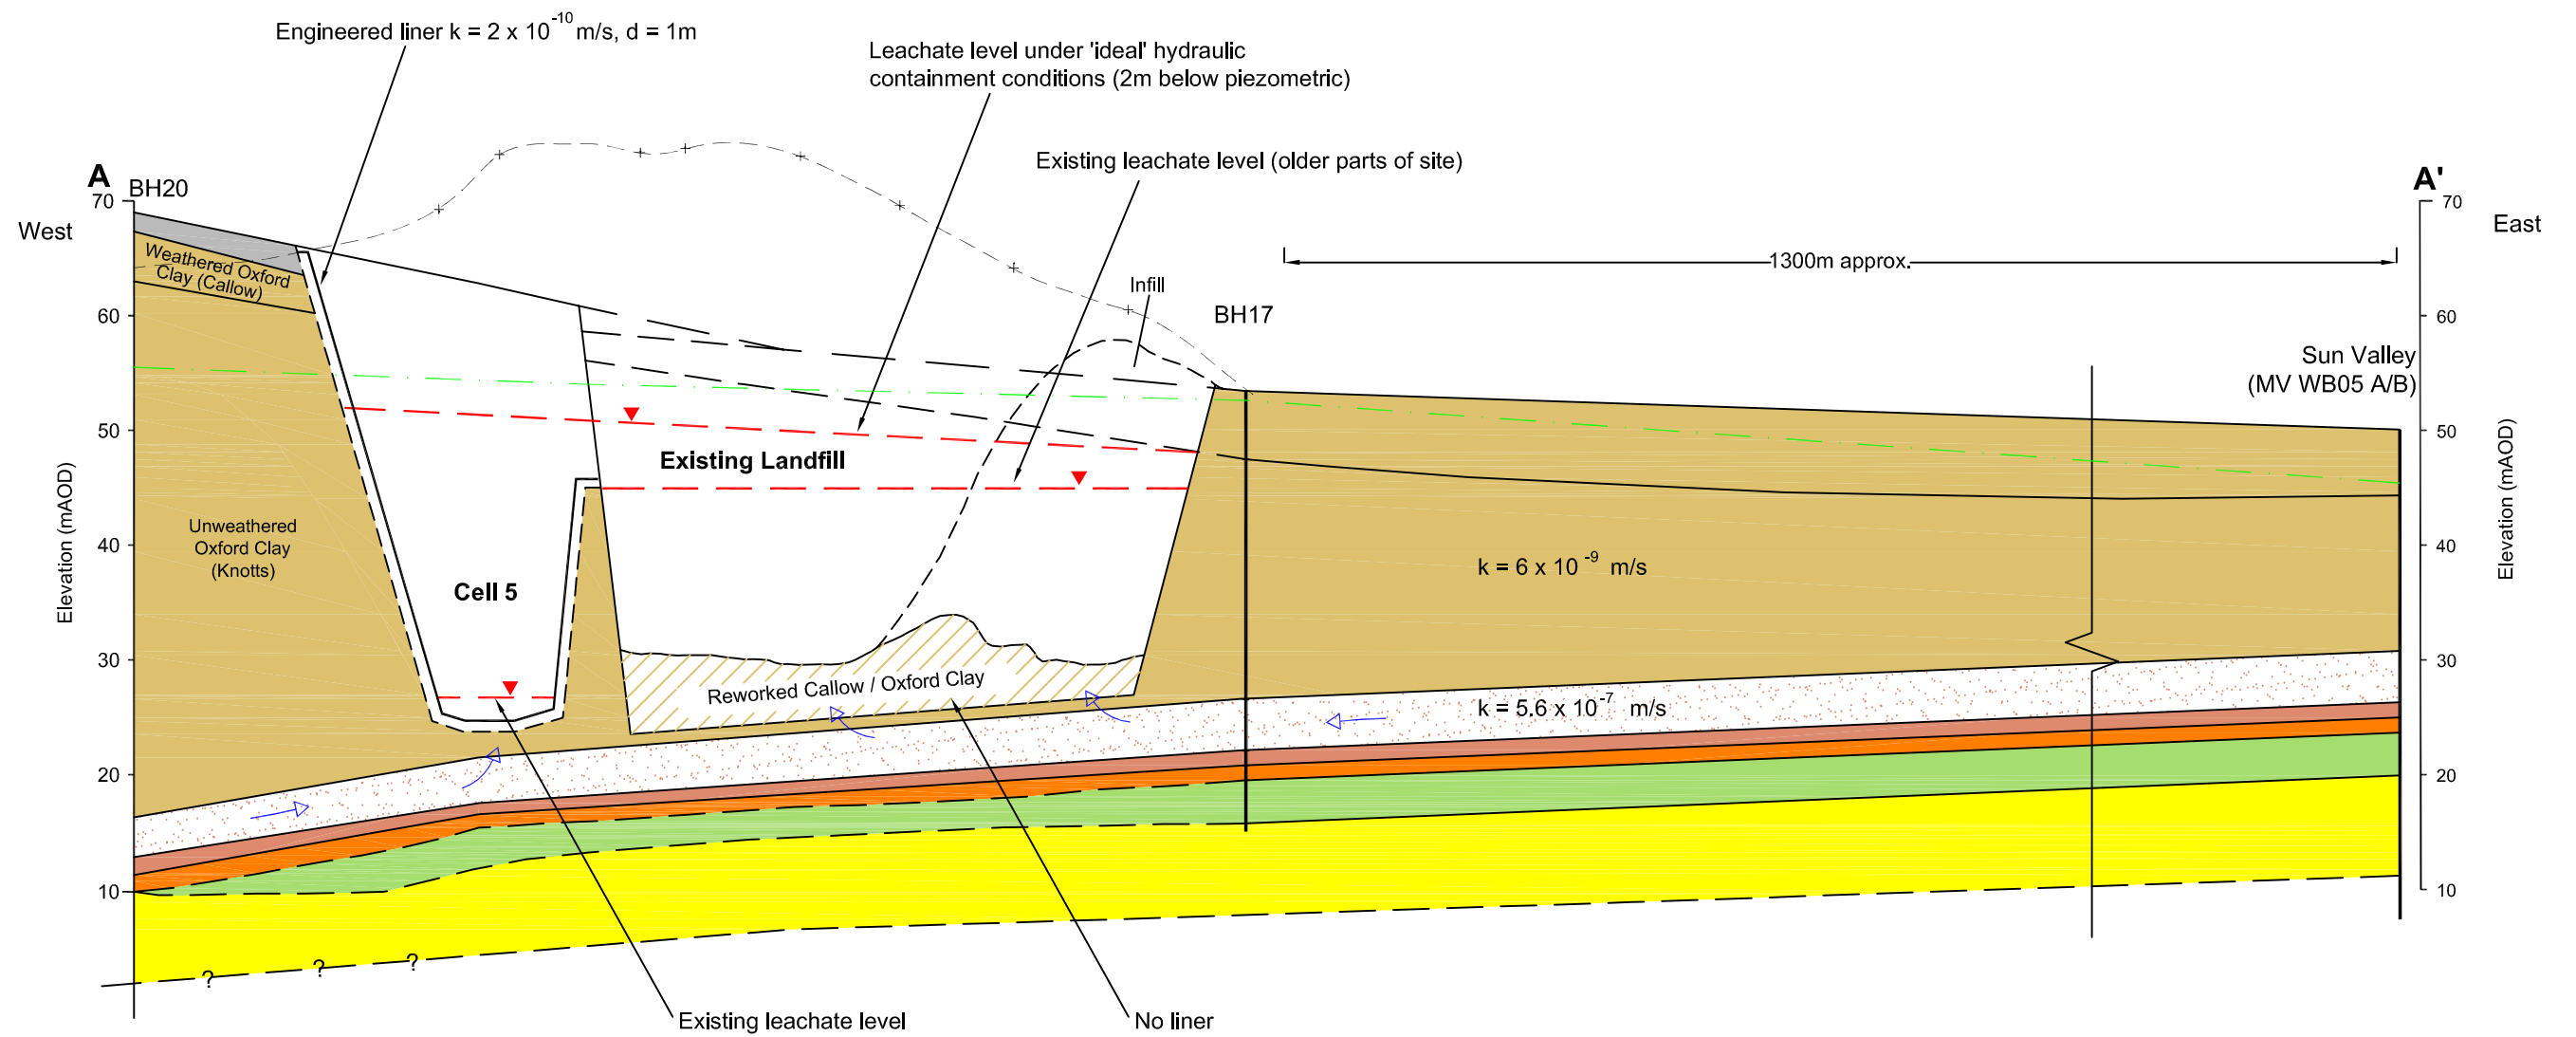 Engineered liner k = 2 x 10-10 m/s, d = 1m
Leachate level under 'ideal' hydraulic
containment conditions (2m below piezometric)
Existing leachate level (older parts of site)
A
BH20
A'
70
70
West
East
1300m approx.
Weathered Oxford
Clay (Callow)
Infill
BH17
60
60
Sun Valley
(MV WB05 A/B)
50
50
Existing Landfill
Elevation (mAOD)
Elevation (mAOD)
Unweathered
Oxford Clay
(Knotts)
40
40
k = 6 x 10 -9 m/s
Cell 5
30
30
Reworked Callow / Oxford Clay
k = 5.6 x 10-7 m/s
20
20
10
10
? ? ?
Existing leachate level
No liner